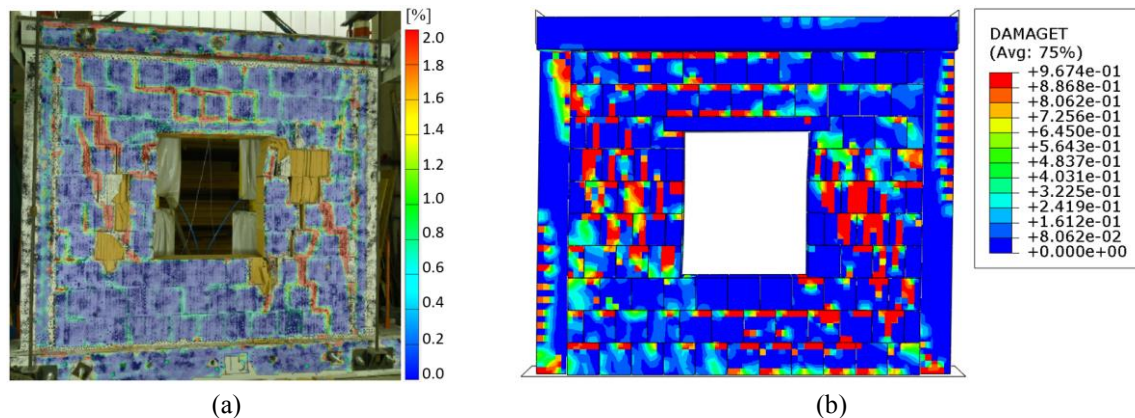 [%]
2.0
1.6
1.4
1.2
1.0
0.8
0.6
0.4
0.2
0.0
DAMAGET
(Avg: 75%)
+9.674e-01
+8.868e-01
+8.062e-01
+7.256e-01
+6.450e-01
+5.643e-01
+4.837e-01
+4.031e-01
+3.225e-01
+2.419e-01
+1.612e-01
+8.062e-02
+0.000e+00
(a)
(b)